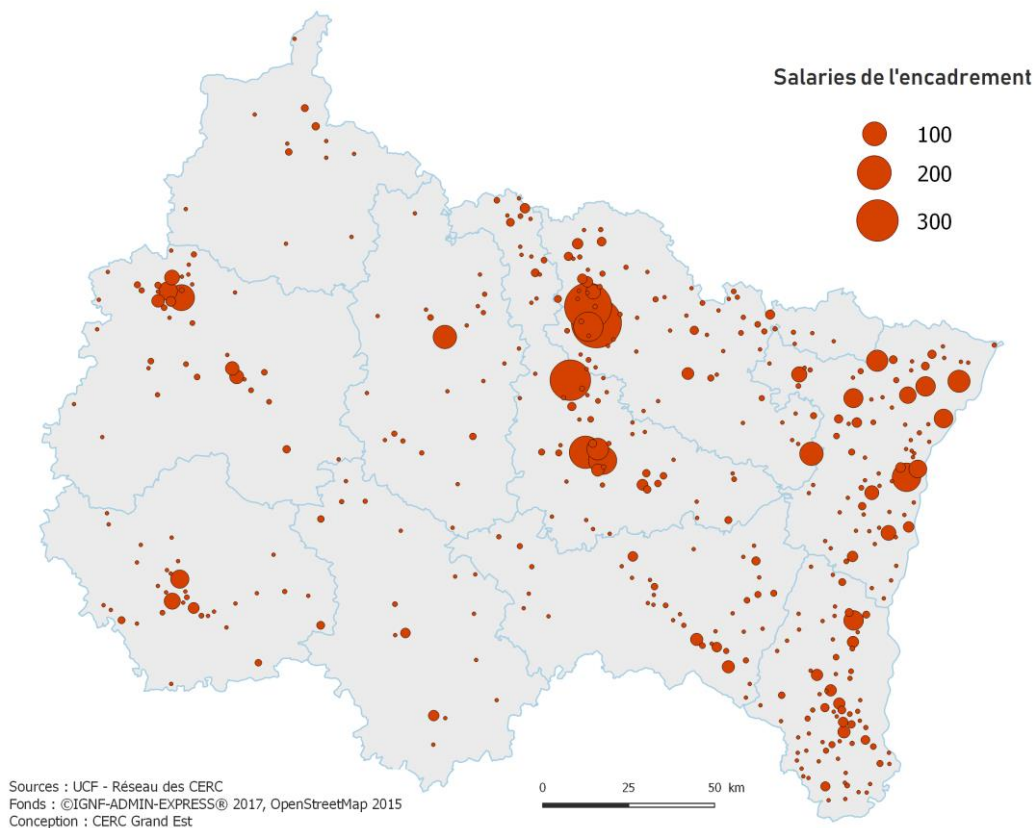 Salaries de l'encadrement
100
200
300
Sources : UCF - Réseau des CERC
Fonds : ©IGNF-ADMIN-EXPRESS® 2017, OpenStreetMap 2015
Conception : CERC Grand Est
0 25 50 km